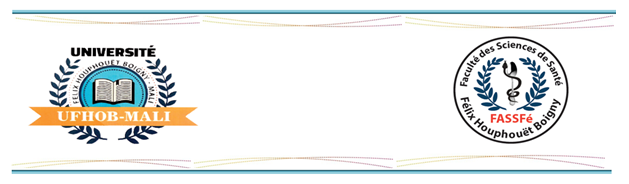 UNIVERSITÉ
FÉLIX HOUPHOUËT BOIGNY - MALI
UFHOB-MALI
Faculté des Sciences de Santé
FASSFé
Félix Houphouët Boigny